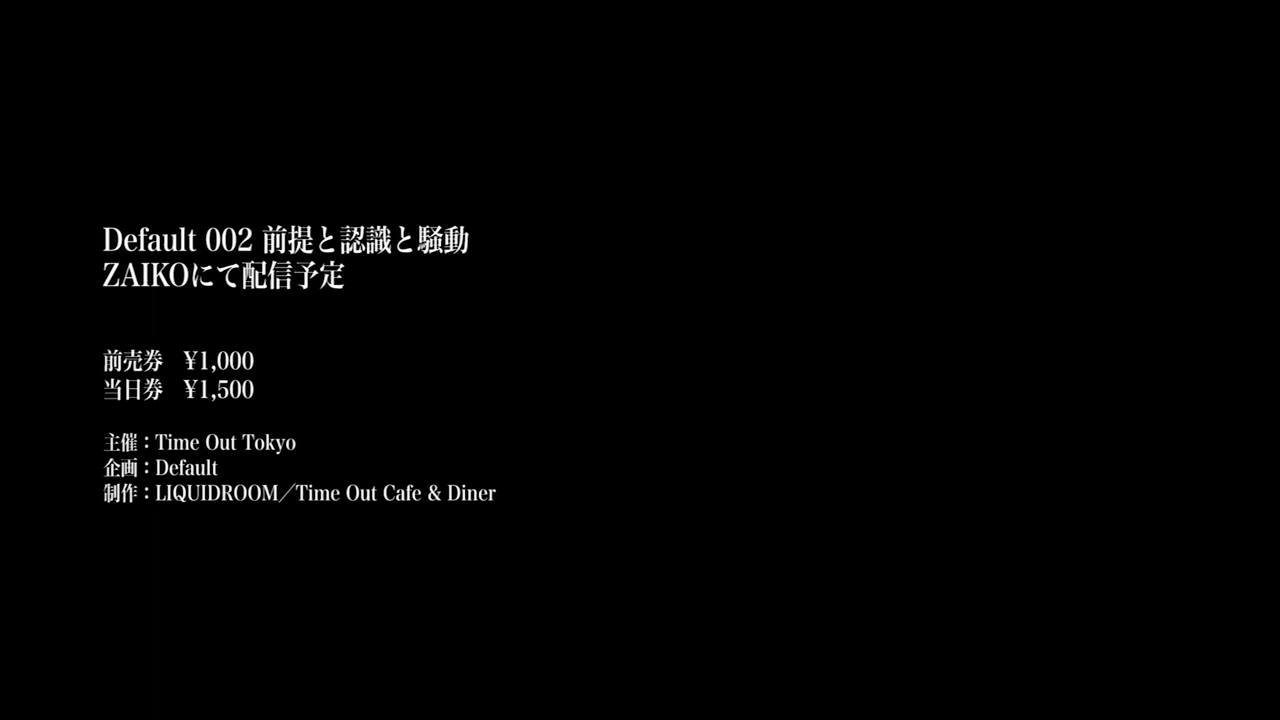 Default 002 前提と認識と騒動
ZAIKOにて配信予定
前売券　¥1,000
当日券　¥1,500
主催：Time Out Tokyo
企画：Default
制作：LIQUIDROOM／Time Out Cafe & Diner